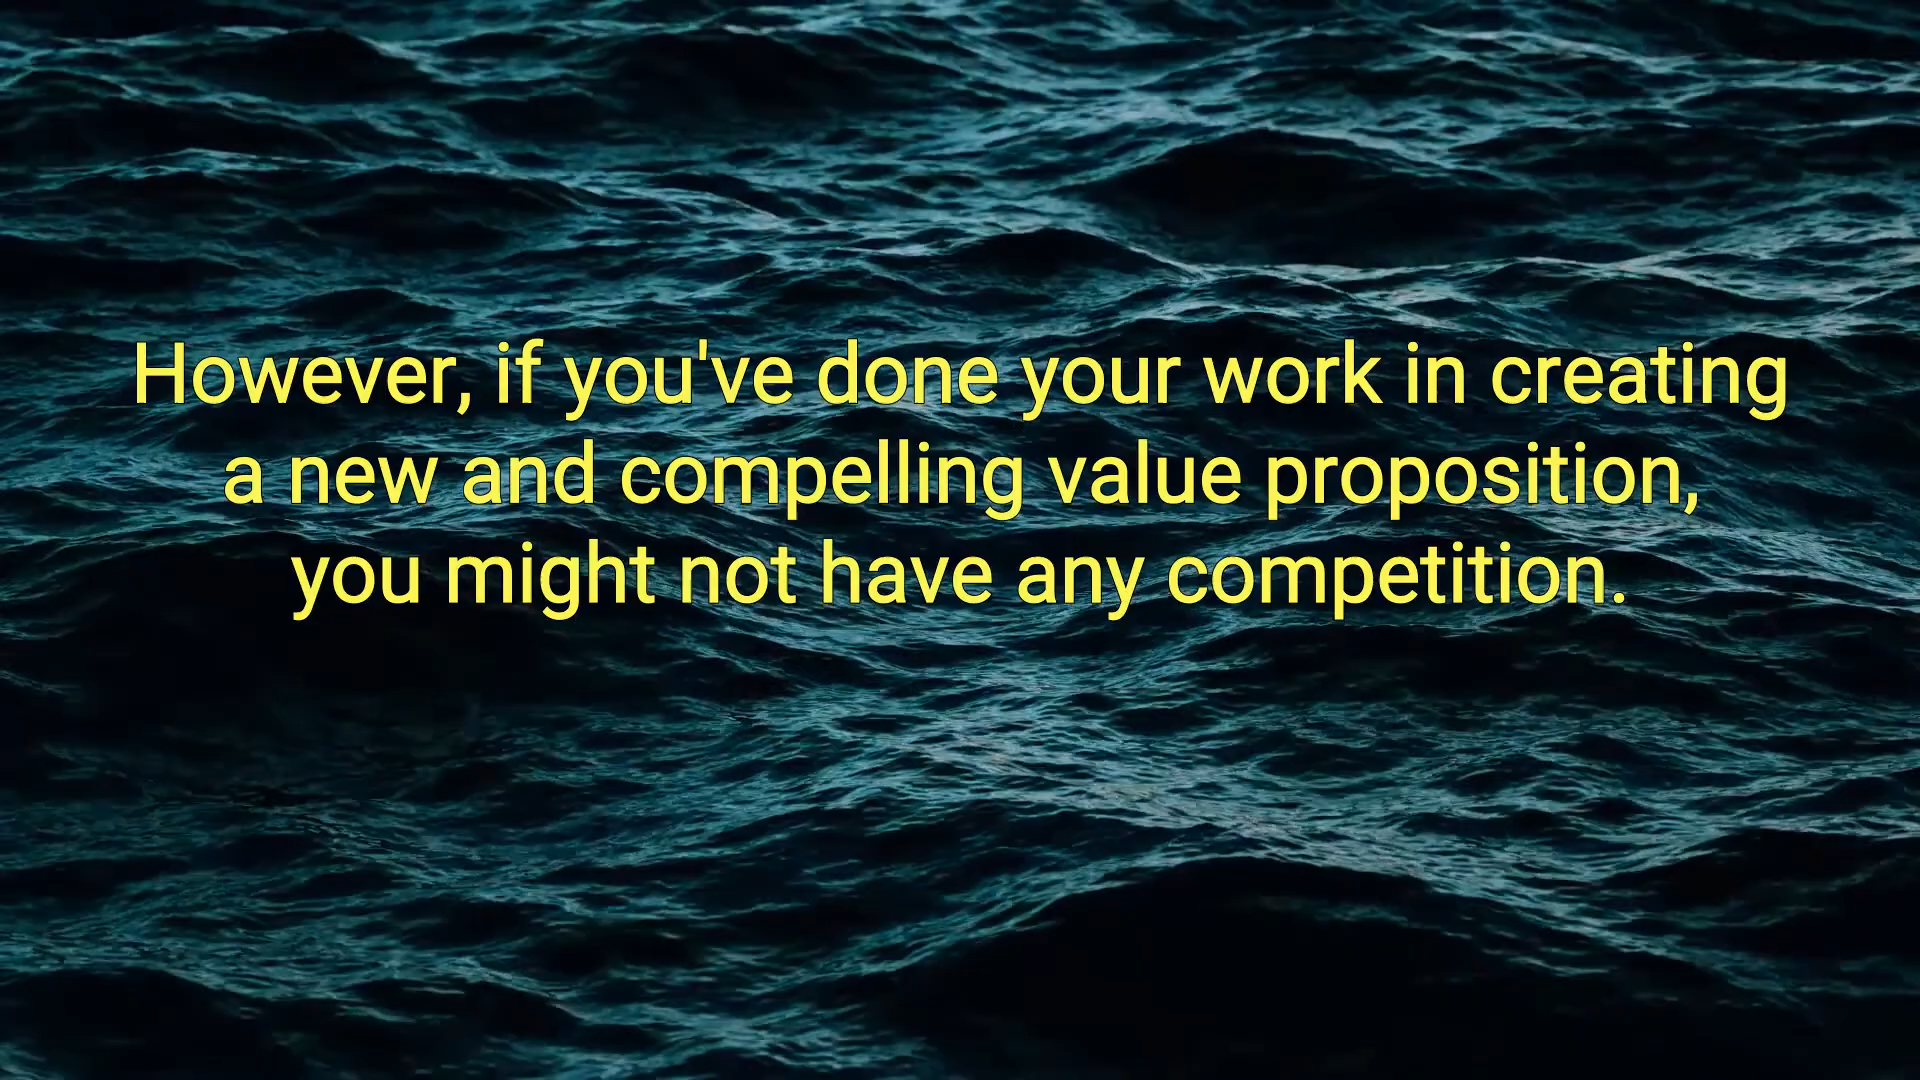 However, if you've done your work in creating
a new and compelling value proposition,
you might not have any competition.